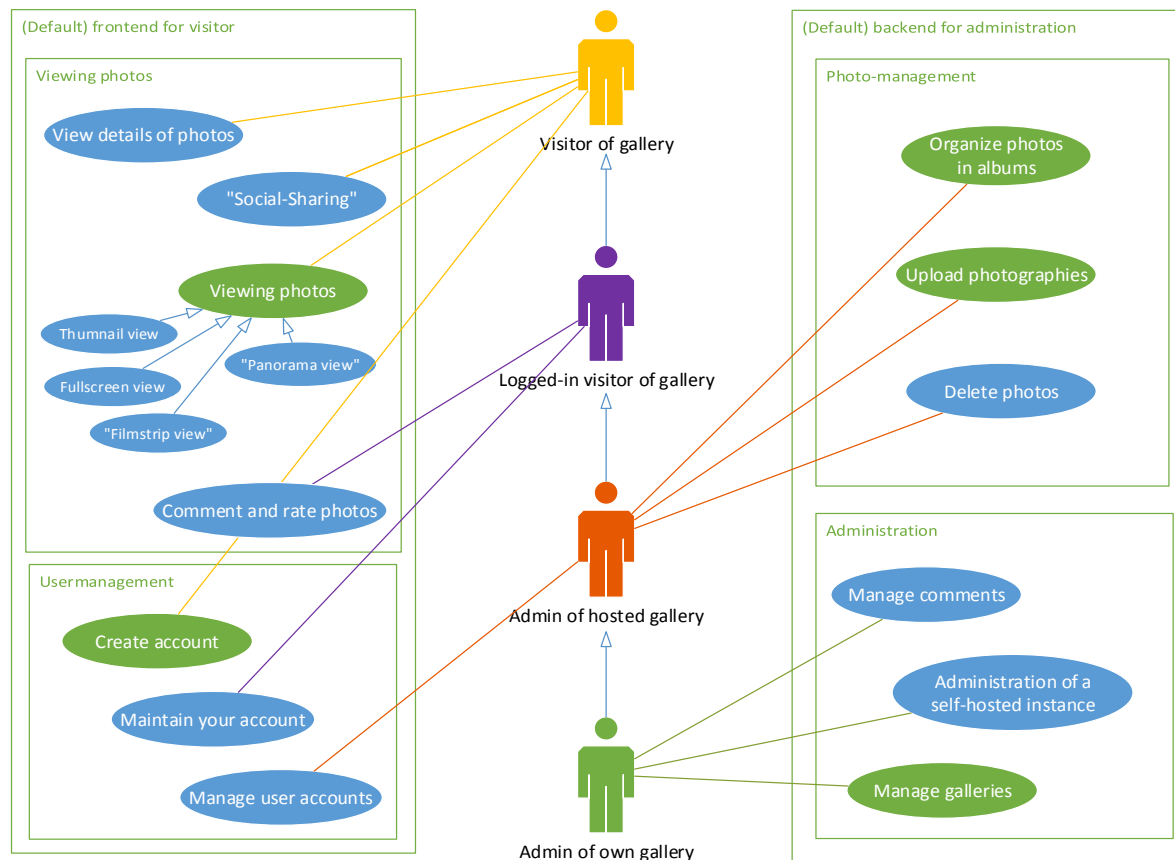 (Default) frontend for visitor
Viewing photos
View details of photos
"Social-Sharing"
Viewing photos
Thumnail view
"Panorama view"
Fullscreen view
"Filmstrip view"
Comment and rate photos
Usermanagement
Create account
Maintain your account
Manage user accounts
Visitor of gallery
Logged-in visitor of gallery
Admin of hosted gallery
Admin of own gallery
(Default) backend for administration
Photo-management
Organize photos
in albums
Upload photographies
Delete photos
Administration
Manage comments
Administration of a
self-hosted instance
Manage galleries